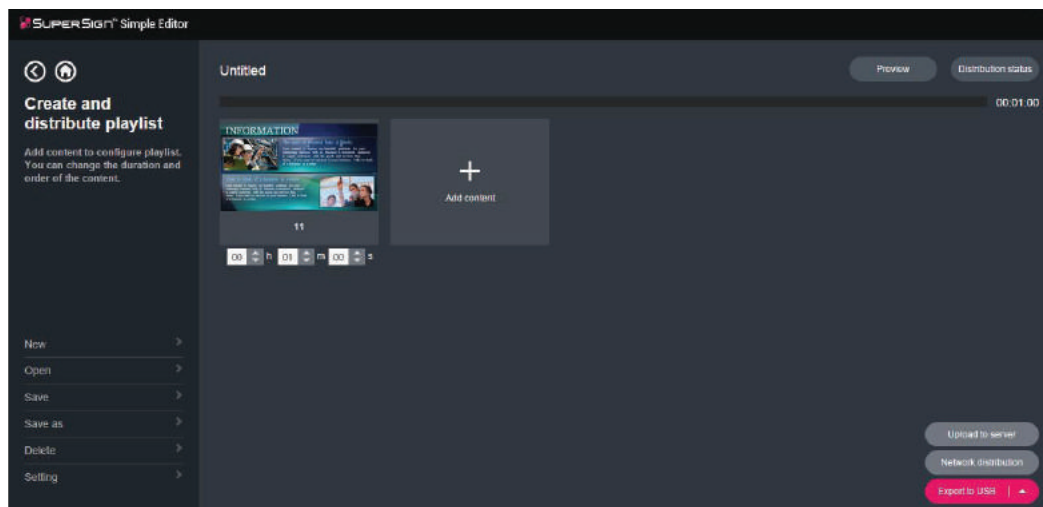 SUPERSIGN™ Simple Editor
Create and
distribute playlist
Add content to configure playlist.
You can change the duration and
order of the content.
New
Open
Save
Save as
Delete
Setting
Untitled
Preview
Distribution status
00:01:00
INFORMATION
11
00 h 01 m 00 s
+
Add content
Upload to server
Network distribution
Export to USB